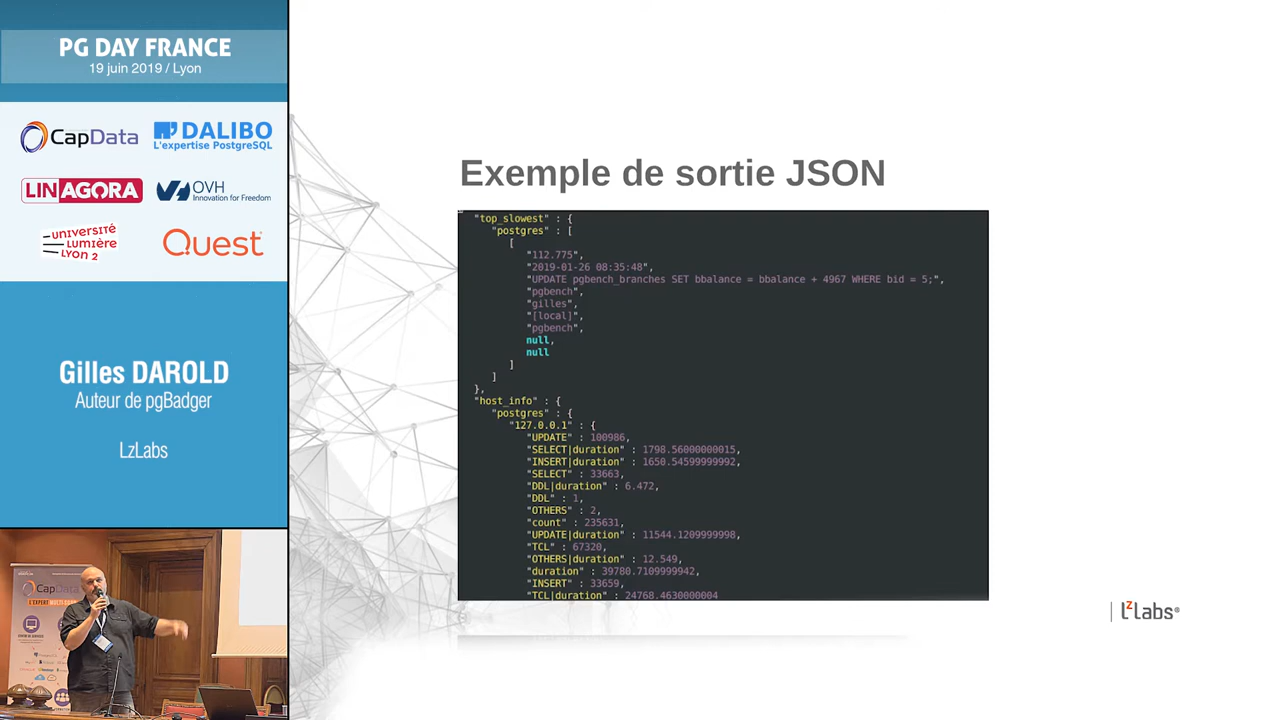 PG DAY FRANCE
19 juin 2019 / Lyon
CapData
DALIBO
L'expertise PostgreSQL
LINAGORA
OVH
Innovation for Freedom
UNIVERSITÉ
LUMIÈRE
LYON 2
Quest
Gilles DAROLD
Auteur de pgBadger
LzLabs
CapData
Exemple de sortie JSON
"top_slowest" : {
"postgres" : [
[
"112.775",
"2019-01-26 08:35:48",
"UPDATE pgbench_branches SET bbalance = bbalance + 4967 WHERE bid = 5;",
"pgbench",
"gilles",
"[local]",
"pgbench",
null,
null
]
]
},
"host_info" : {
"postgres" : {
"127.0.0.1" : {
"UPDATE" : 100986,
"SELECT|duration" : 1798.56000000015,
"INSERT|duration" : 1650.54599999992,
"SELECT" : 33663,
"DDL|duration" : 6.472,
"DDL" : 1,
"OTHERS" : 2,
"count" : 235631,
"UPDATE|duration" : 11544.1209999998,
"TCL" : 67320,
"OTHERS|duration" : 12.549,
"duration" : 39780.7109999942,
"INSERT" : 33659,
"TCL|duration" : 24768.4630000004
LzLabs®